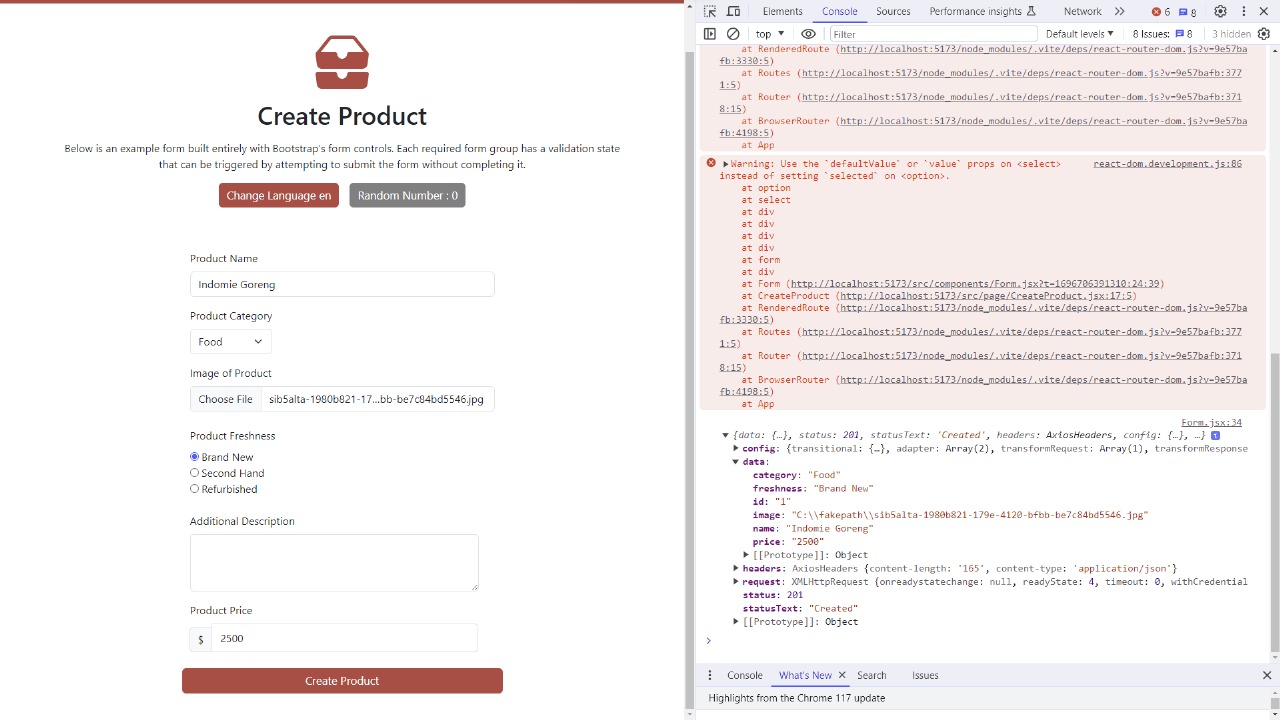 Create Product
Below is an example form built entirely with Bootstrap's form controls. Each required form group has a validation state
that can be triggered by attempting to submit the form without completing it.
Change Language en
Random Number : 0
Product Name
Indomie Goreng
Product Category
Food
Image of Product
Choose File
sib5alta-1980b821-17...bb-be7c84bd5546.jpg
Product Freshness
Brand New
Second Hand
Refurbished
Additional Description
Product Price
$
2500
Create Product
Elements
Console
Sources
Performance insights
Network
6
8
top
Filter
Default levels
8 Issues:
8
3 hidden
at RenderedRoute (http://localhost:5173/node_modules/.vite/deps/react-router-dom.js?v=9e57ba
fb:3330:5)
at Routes (http://localhost:5173/node_modules/.vite/deps/react-router-dom.js?v=9e57bafb:377
1:5)
at Router (http://localhost:5173/node_modules/.vite/deps/react-router-dom.js?v=9e57bafb:371
8:15)
at BrowserRouter (http://localhost:5173/node_modules/.vite/deps/react-router-dom.js?v=9e57ba
fb:4198:5)
at App
Warning: Use the `defaultValue` or `value` props on <select>
react-dom.development.js:86
instead of setting `selected` on <option>.
at option
at select
at div
at div
at div
at div
at form
at div
at Form (http://localhost:5173/src/components/Form.jsx?t=1696706391310:24:39)
at CreateProduct (http://localhost:5173/src/page/CreateProduct.jsx:17:5)
at RenderedRoute (http://localhost:5173/node_modules/.vite/deps/react-router-dom.js?v=9e57ba
fb:3330:5)
at Routes (http://localhost:5173/node_modules/.vite/deps/react-router-dom.js?v=9e57bafb:377
1:5)
at Router (http://localhost:5173/node_modules/.vite/deps/react-router-dom.js?v=9e57bafb:371
8:15)
at BrowserRouter (http://localhost:5173/node_modules/.vite/deps/react-router-dom.js?v=9e57ba
fb:4198:5)
at App
Form.jsx:34
{data: {…}, status: 201, statusText: 'Created', headers: AxiosHeaders, config: {…}, …}
config: {transitional: {…}, adapter: Array(2), transformRequest: Array(1), transformResponse
data:
category: "Food"
freshness: "Brand New"
id: "1"
image: "C:\\fakepath\\sib5alta-1980b821-179e-4120-bfbb-be7c84bd5546.jpg"
name: "Indomie Goreng"
price: "2500"
[[Prototype]]: Object
headers: AxiosHeaders {content-length: '165', content-type: 'application/json'}
request: XMLHttpRequest {onreadystatechange: null, readyState: 4, timeout: 0, withCredential
status: 201
statusText: "Created"
[[Prototype]]: Object
Console
What's New
Search
Issues
Highlights from the Chrome 117 update